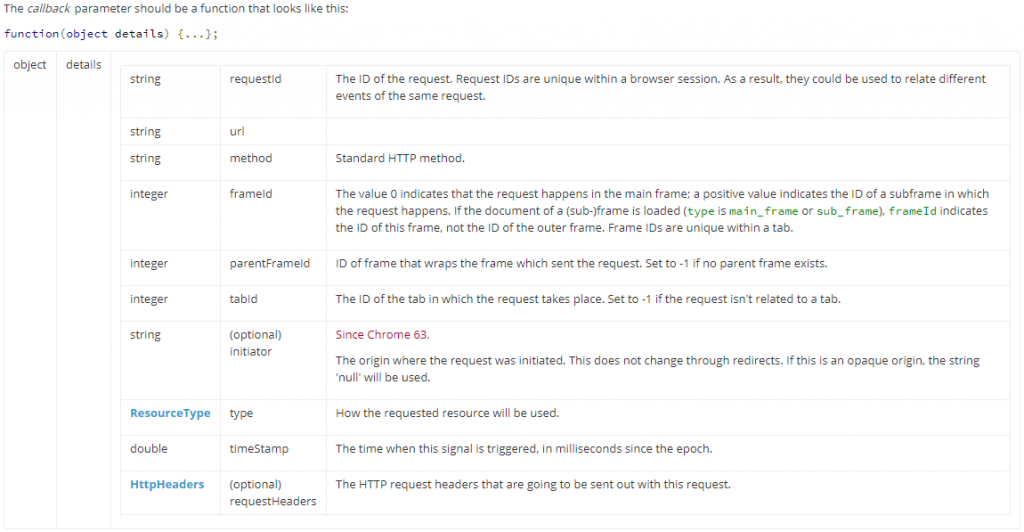 The callback parameter should be a function that looks like this:
function(object details) {...};
object details
string requestId The ID of the request. Request IDs are unique within a browser session. As a result, they could be used to relate different
events of the same request.
string url
string method Standard HTTP method.
integer frameId The value 0 indicates that the request happens in the main frame; a positive value indicates the ID of a subframe in which
the request happens. If the document of a (sub-)frame is loaded (type is main_frame or sub_frame), frameId indicates
the ID of this frame, not the ID of the outer frame. Frame IDs are unique within a tab.
integer parentFrameId ID of frame that wraps the frame which sent the request. Set to -1 if no parent frame exists.
integer tabId The ID of the tab in which the request takes place. Set to -1 if the request isn't related to a tab.
string (optional) Since Chrome 63.
initiator
The origin where the request was initiated. This does not change through redirects. If this is an opaque origin, the string
'null' will be used.
ResourceType type How the requested resource will be used.
double timeStamp The time when this signal is triggered, in milliseconds since the epoch.
HttpHeaders (optional) The HTTP request headers that are going to be sent out with this request.
requestHeaders